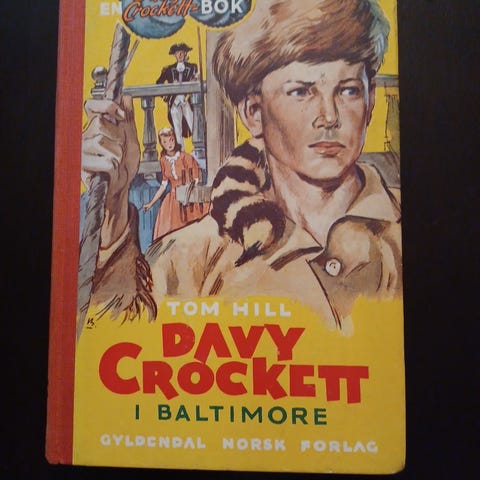 EN Crockett= BOK
TOM HILL
DAVY
CROCKETT
I BALTIMORE
GYLDENDAL NORSK FORLAG